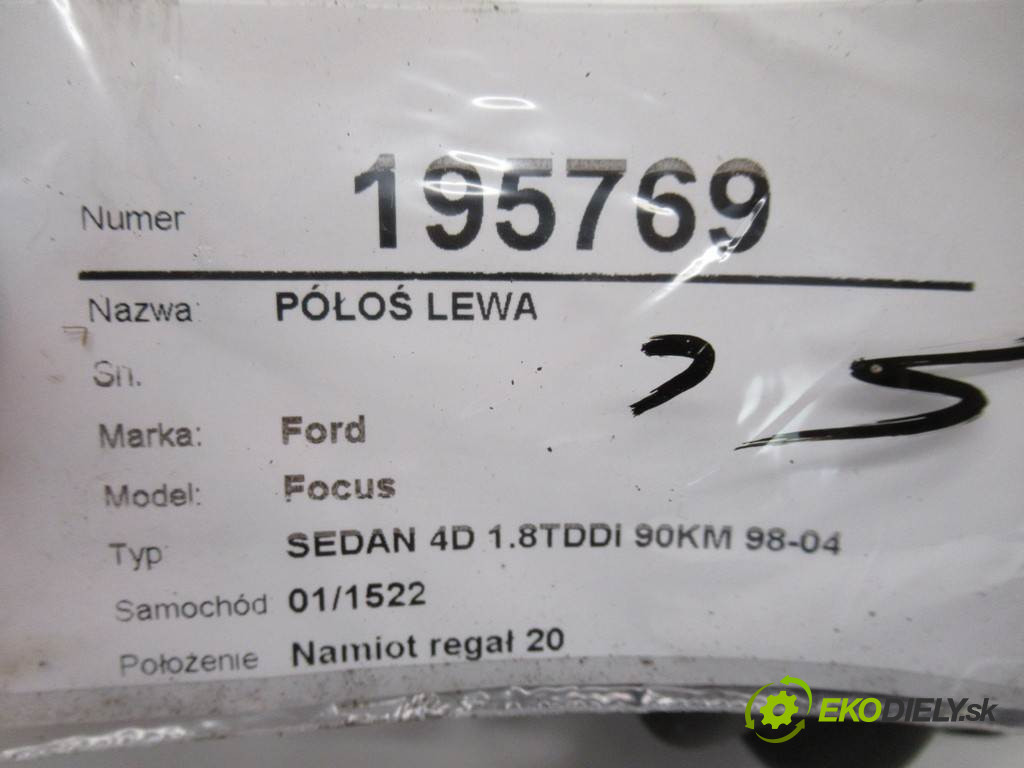 Numer 195769
Nazwa: PÓŁOŚ LEWA
Sn.
Marka: Ford
Model: Focus
Typ SEDAN 4D 1.8TDDi 90KM 98-04
Samochód 01/1522
Położenie Namiot regał 20
EKODIELY.sk